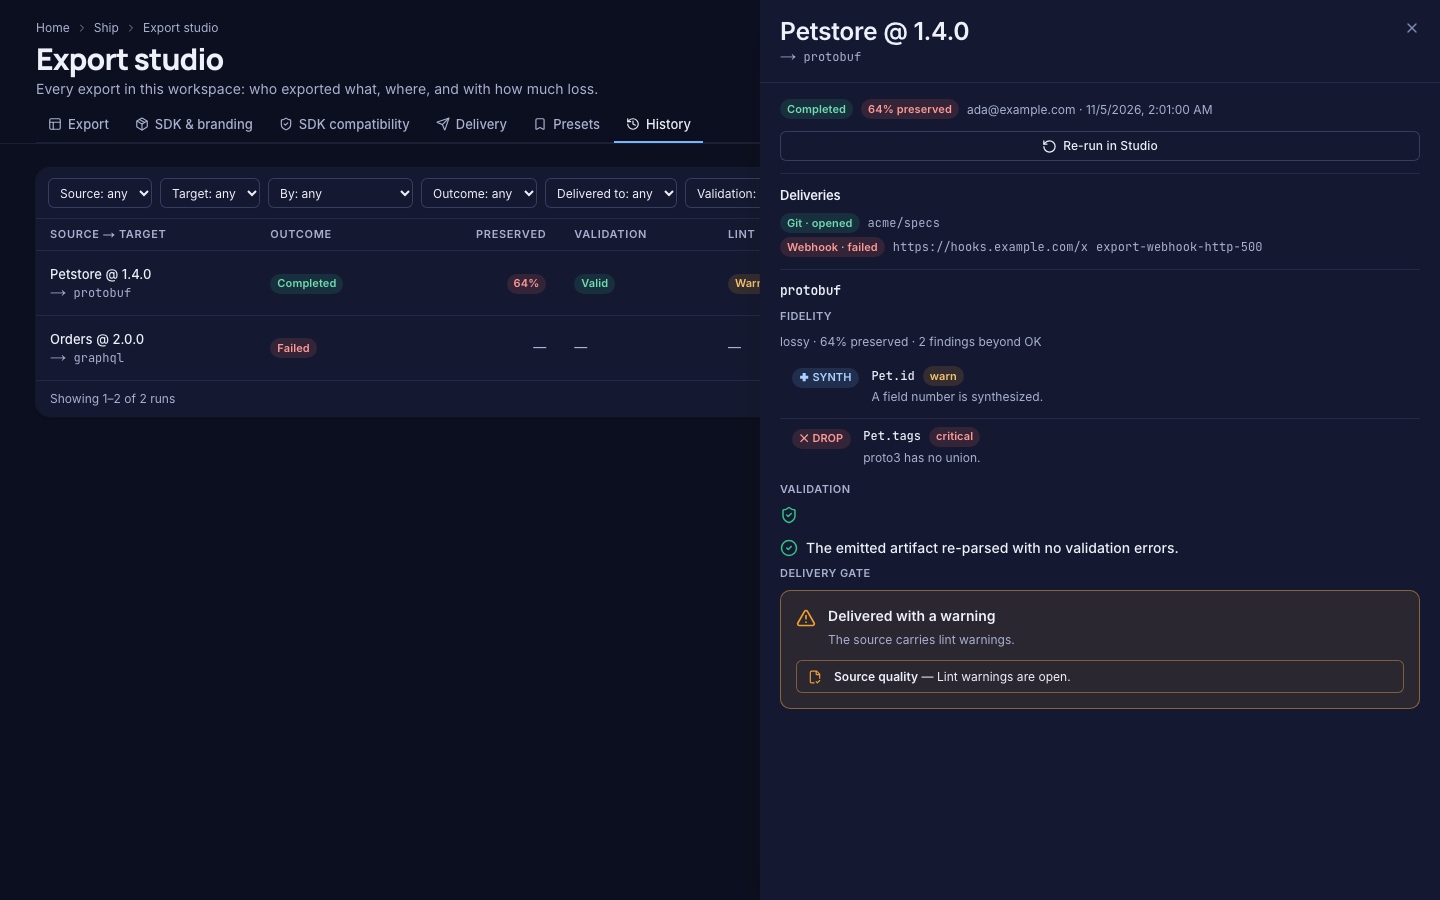 Home > Ship > Export studio
Export studio
Every export in this workspace: who exported what, where, and with how much loss.
Export SDK & branding SDK compatibility Delivery Presets History
Source: any Target: any By: any Outcome: any Delivered to: any Validation:
SOURCE → TARGET OUTCOME PRESERVED VALIDATION LINT
Petstore @ 1.4.0
→ protobuf
Completed 64% Valid Warn
Orders @ 2.0.0
→ graphql
Failed — — —
Showing 1–2 of 2 runs
Petstore @ 1.4.0
→ protobuf
Completed 64% preserved ada@example.com · 11/5/2026, 2:01:00 AM
Re-run in Studio
Deliveries
Git · opened acme/specs
Webhook · failed https://hooks.example.com/x export-webhook-http-500
protobuf
FIDELITY
lossy · 64% preserved · 2 findings beyond OK
SYNTH Pet.id warn
A field number is synthesized.
DROP Pet.tags critical
proto3 has no union.
VALIDATION
The emitted artifact re-parsed with no validation errors.
DELIVERY GATE
Delivered with a warning
The source carries lint warnings.
Source quality — Lint warnings are open.